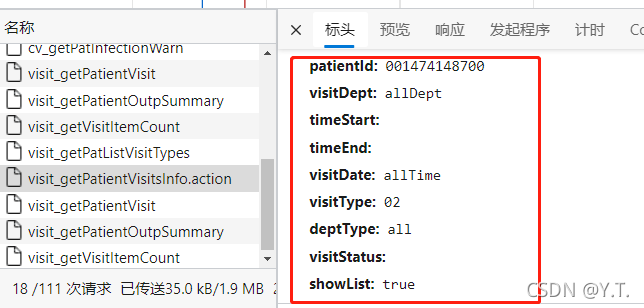 名称
cv_getPatInfectionWarn
visit_getPatientVisit
visit_getPatientOutpSummary
visit_getVisitItemCount
visit_getPatListVisitTypes
visit_getPatientVisitsInfo.action
visit_getPatientVisit
visit_getPatientOutpSummary
visit_getVisitItemCount
18 /111 次请求 已传送35.0 kB/1.9 MB
× 标头 预览 响应 发起程序 计时 Co
patientId: 001474148700
visitDept: allDept
timeStart:
timeEnd:
visitDate: allTime
visitType: 02
deptType: all
visitStatus:
showList: true
CSDN @Y.T.